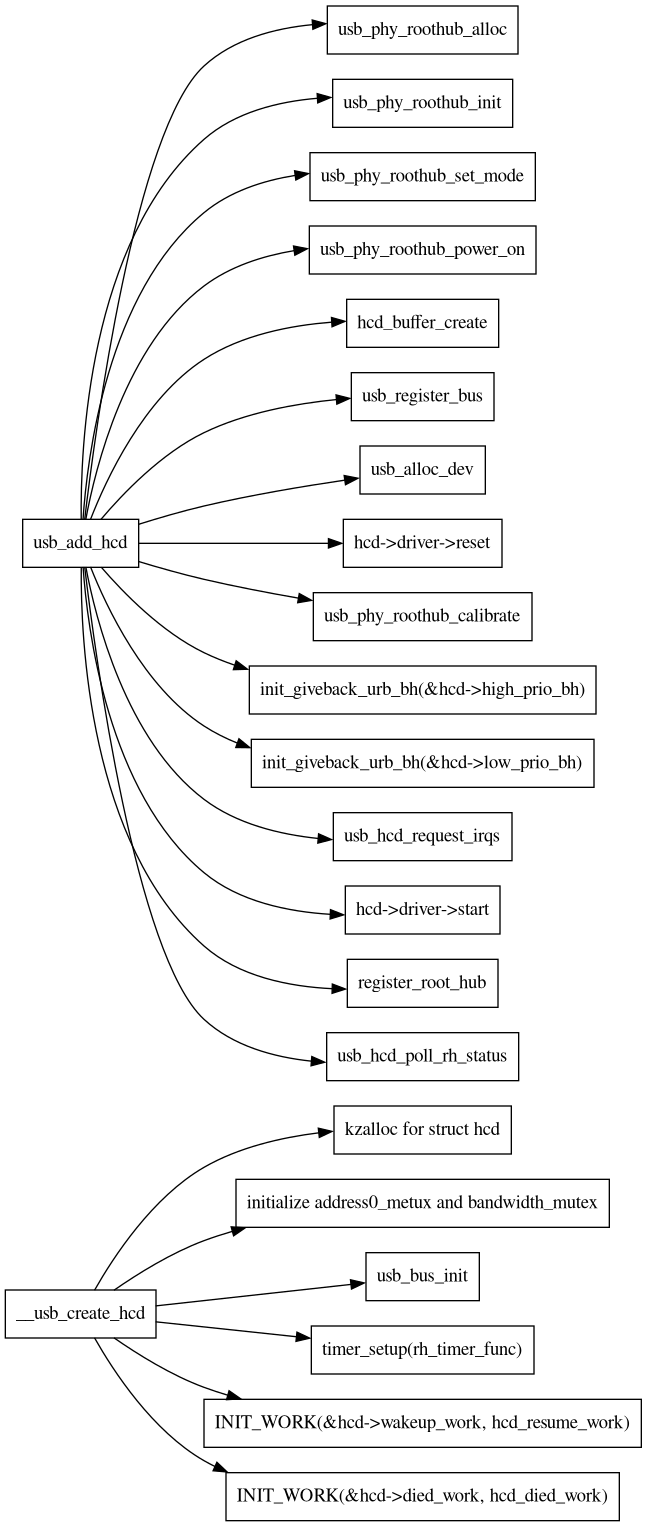 usb_phy_roothub_alloc
usb_phy_roothub_init
usb_phy_roothub_set_mode
usb_phy_roothub_power_on
hcd_buffer_create
usb_register_bus
usb_alloc_dev
usb_add_hcd
hcd->driver->reset
usb_phy_roothub_calibrate
init_giveback_urb_bh(&hcd->high_prio_bh)
init_giveback_urb_bh(&hcd->low_prio_bh)
usb_hcd_request_irqs
hcd->driver->start
register_root_hub
usb_hcd_poll_rh_status
kzalloc for struct hcd
initialize address0_metux and bandwidth_mutex
usb_bus_init
__usb_create_hcd
timer_setup(rh_timer_func)
INIT_WORK(&hcd->wakeup_work, hcd_resume_work)
INIT_WORK(&hcd->died_work, hcd_died_work)